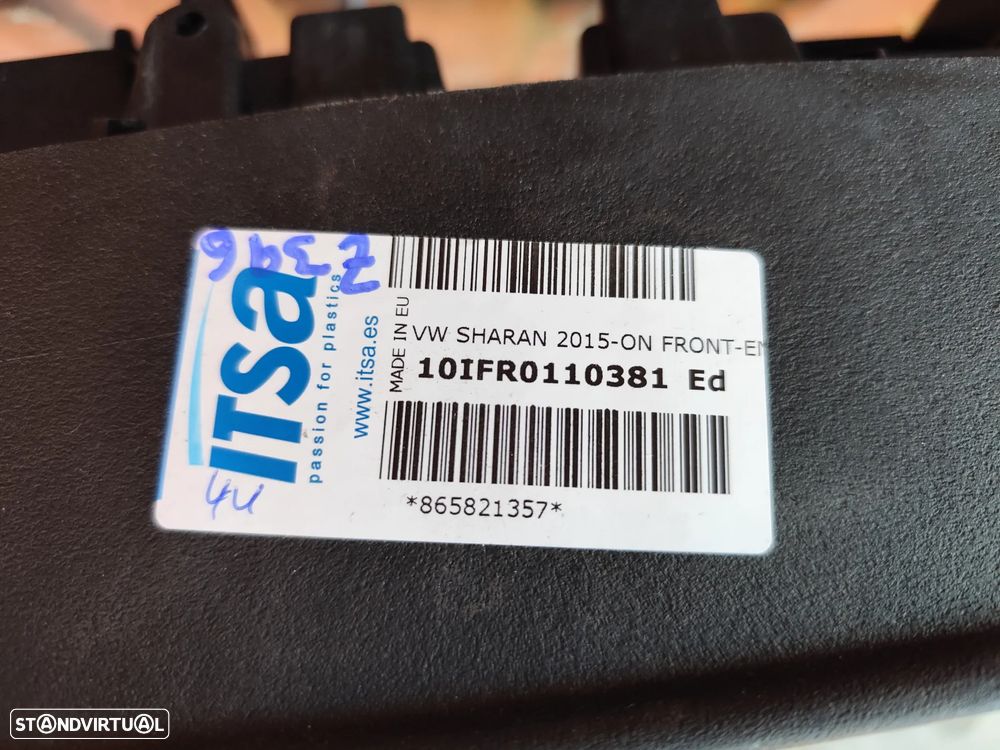 ITSA
passion for plastics
www.itsa.es
MADE IN EU
VW SHARAN 2015-ON FRONT-EN
10IFR0110381 Ed
*865821357*
4U
STANDVIRTUAL